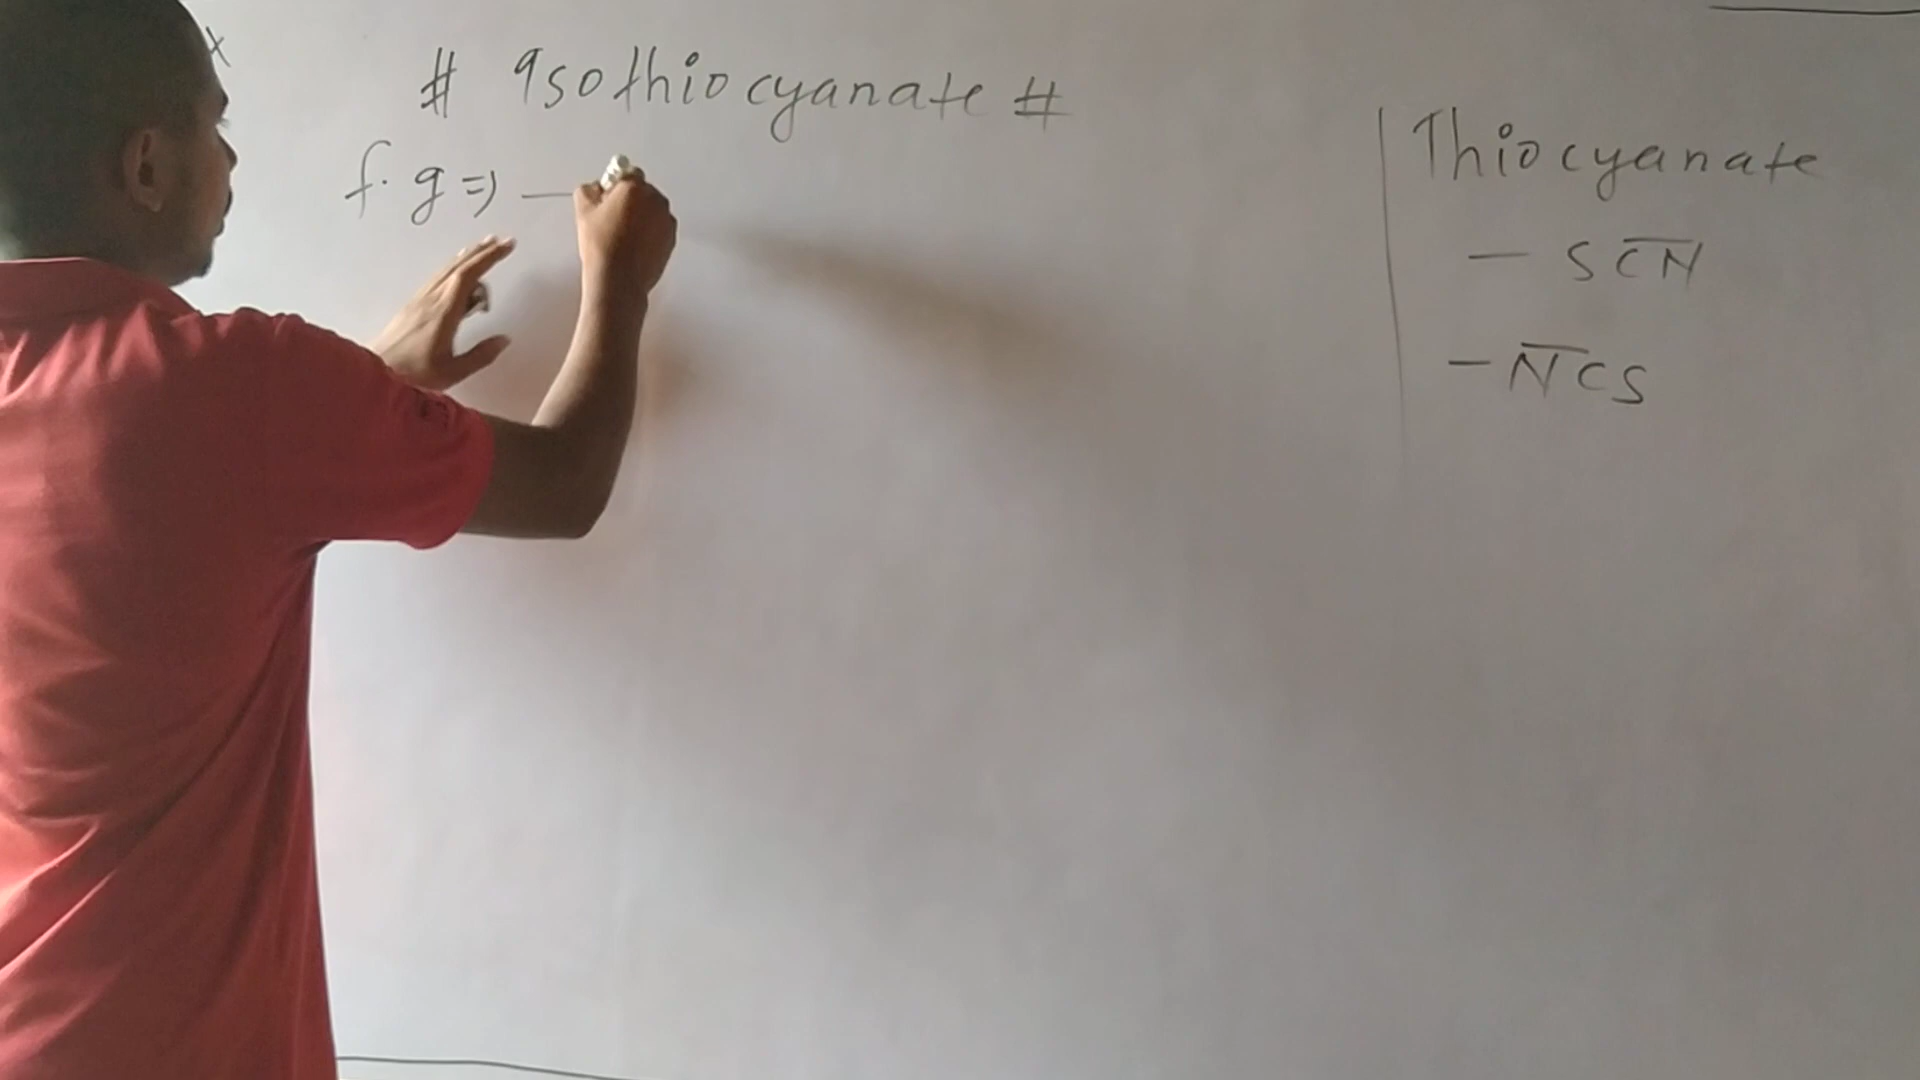 # Isothiocyanate #
f. g => —
Thiocyanate
— SCN
— NCS